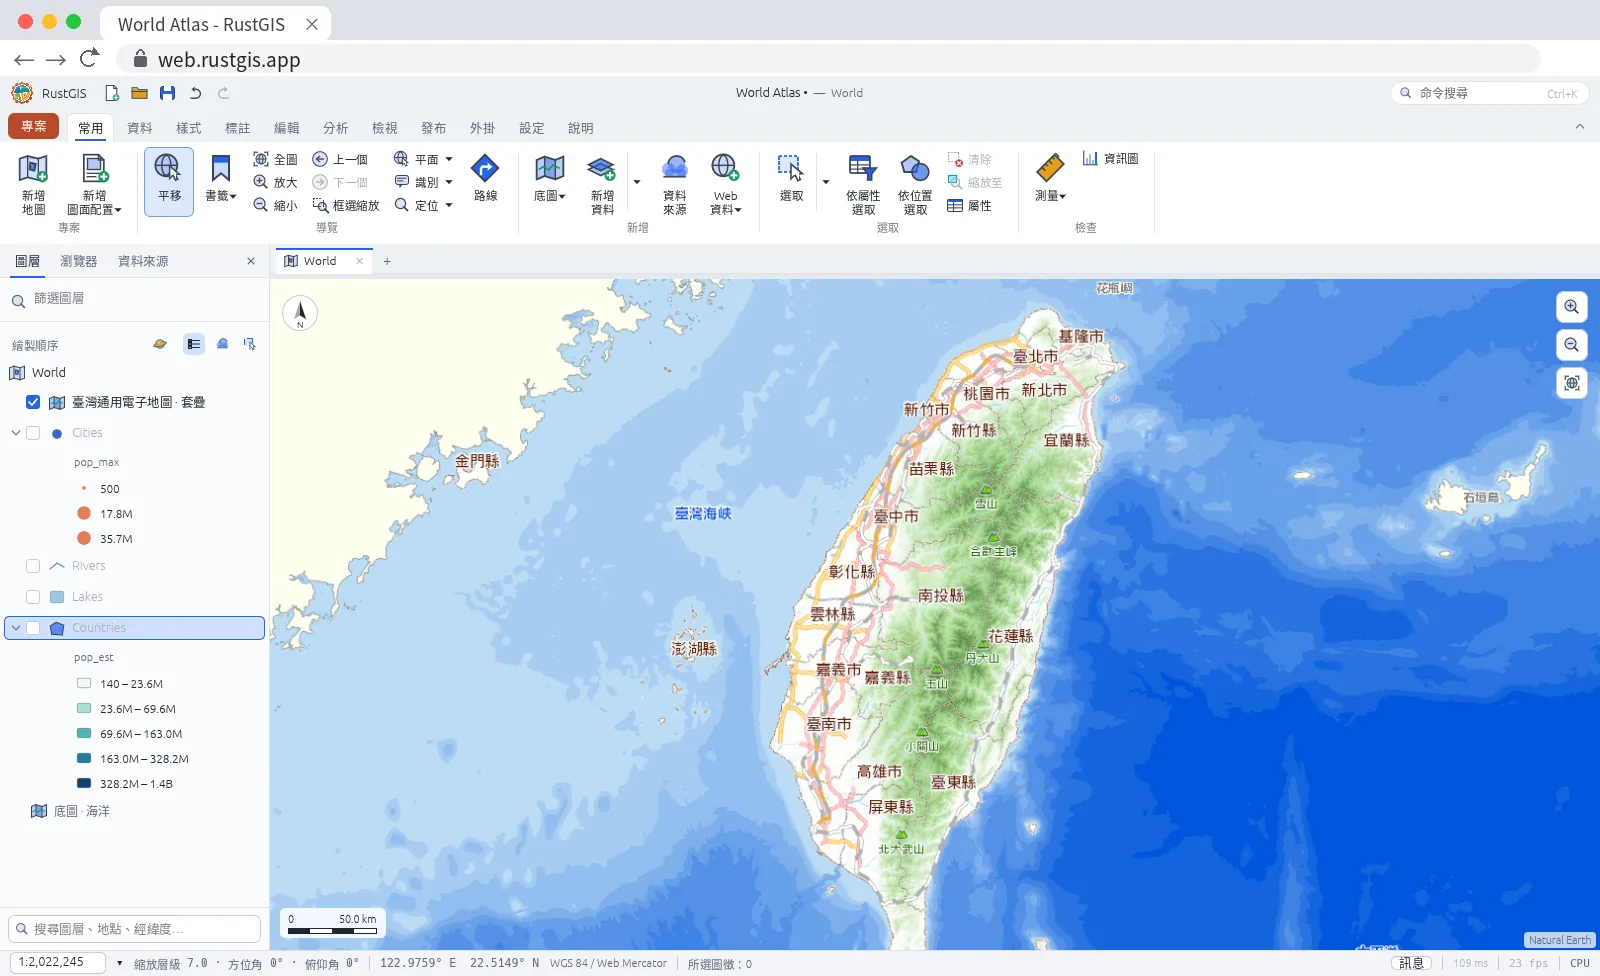 World Atlas - RustGIS
web.rustgis.app
RustGIS
World Atlas • — World
命令搜尋 Ctrl+K
專案 常用 資料 樣式 標註 編輯 分析 檢視 發布 外掛 設定 說明
新增地圖
新增圖面配置
專案
平移
書籤
全圖
放大
縮小
上一個
下一個
框選縮放
平面
識別
定位
路線
導覽
底圖
新增資料
資料來源
Web 資料
新增
選取
依屬性選取
依位置選取
清除
縮放至
屬性
選取
測量
資訊圖
檢查
圖層 瀏覽器 資料來源
World
篩選圖層
繪製順序
World
臺灣通用電子地圖 · 套疊
Cities
pop_max
500
17.8M
35.7M
Rivers
Lakes
Countries
pop_est
140 – 23.6M
23.6M – 69.6M
69.6M – 163.0M
163.0M – 328.2M
328.2M – 1.4B
底圖 · 海洋
搜尋圖層、地點、經緯度…
N
花瓶嶼
基隆市
臺北市
桃園市
新北市
新竹市
新竹縣
宜蘭縣
金門縣
苗栗縣
雪山
石垣島
臺灣海峽
臺中市
合歡主峰
彰化縣
南投縣
雲林縣
花蓮縣
澎湖縣
丹大山
嘉義市
嘉義縣
玉山
臺南市
小關山
高雄市
臺東縣
屏東縣
北大武山
0 50.0 km
Natural Earth
1:2,022,245
縮放層級 7.0 · 方位角 0° · 俯仰角 0°
122.9759° E 22.5149° N
WGS 84 / Web Mercator
所選圖徵：0
訊息
109 ms
23 fps
CPU